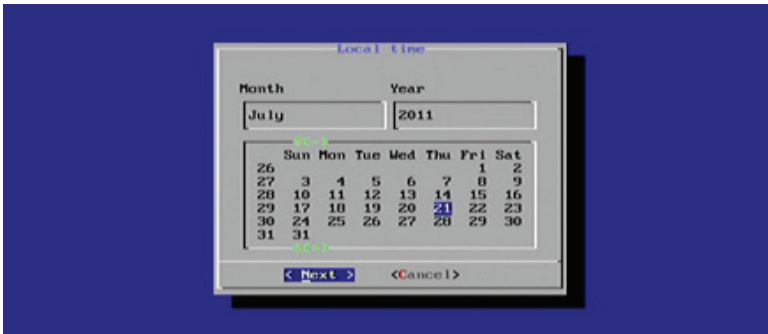 Local time
Month Year
July 2011
Sun Mon Tue Wed Thu Fri Sat
26 1 2
27 3 4 5 6 7 8 9
28 10 11 12 13 14 15 16
29 17 18 19 20 21 22 23
30 24 25 26 27 28 29 30
31 31
< Next > <Cancel>